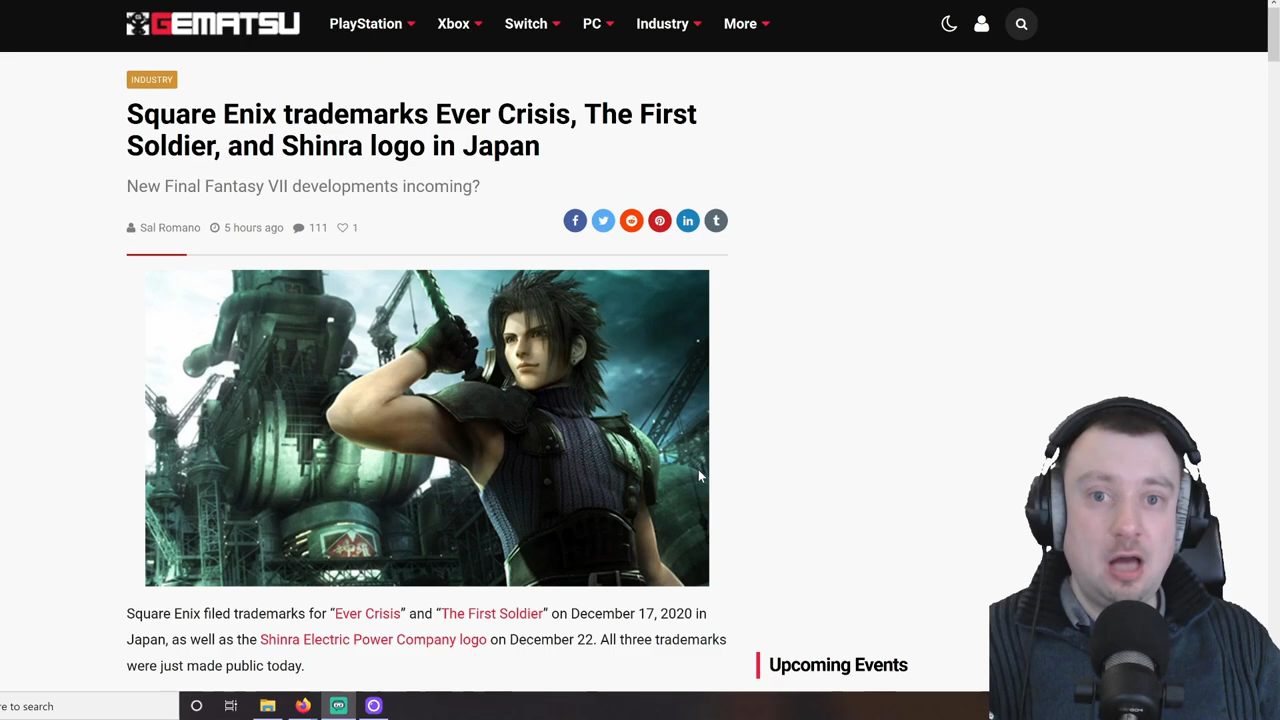 GEMATSU PlayStation Xbox Switch PC Industry More
INDUSTRY
Square Enix trademarks Ever Crisis, The First
Soldier, and Shinra logo in Japan
New Final Fantasy VII developments incoming?
Sal Romano 5 hours ago 111 1
Square Enix filed trademarks for “Ever Crisis” and “The First Soldier” on December 17, 2020 in
Japan, as well as the Shinra Electric Power Company logo on December 22. All three trademarks
were just made public today.
Upcoming Events
e to search